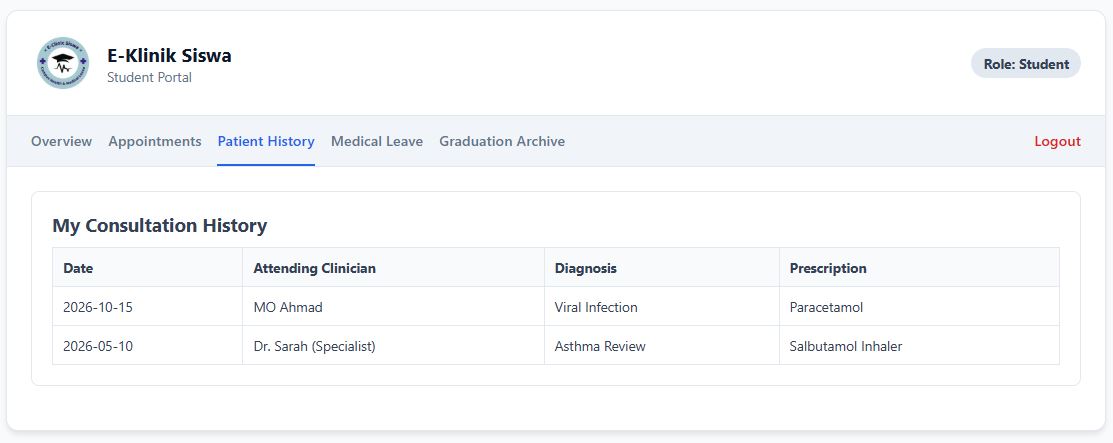 E-Klinik Siswa
Student Portal
Role: Student
Overview Appointments Patient History Medical Leave Graduation Archive Logout
My Consultation History
Date Attending Clinician Diagnosis Prescription
2026-10-15 MO Ahmad Viral Infection Paracetamol
2026-05-10 Dr. Sarah (Specialist) Asthma Review Salbutamol Inhaler